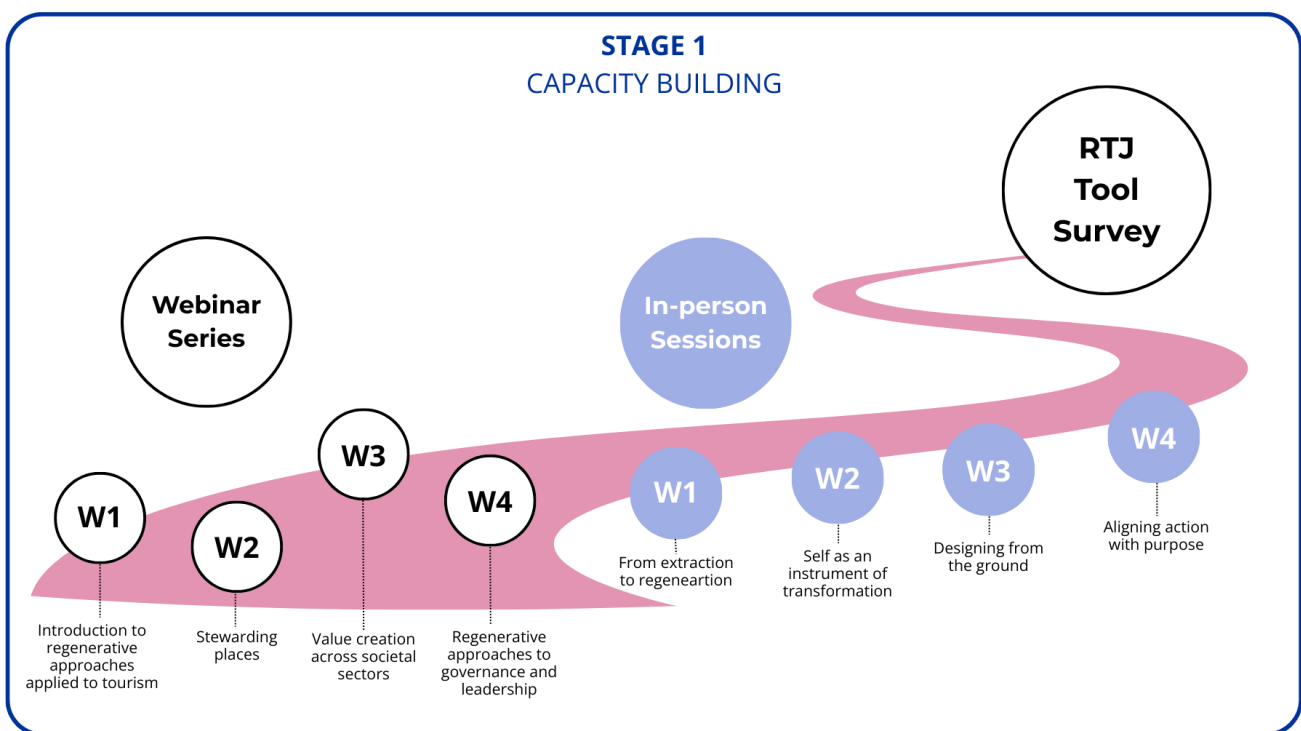 STAGE 1
CAPACITY BUILDING
RTJ
Tool
Survey
Webinar
Series
In-person
Sessions
W1
W2
W3
W4
W1
W2
W3
W4
Introduction to
regenerative
approaches
applied to tourism
Stewarding
places
Value creation
across societal
sectors
Regenerative
approaches to
governance and
leadership
From extraction
to regeneartion
Self as an
instrument of
transformation
Designing from
the ground
Aligning action
with purpose